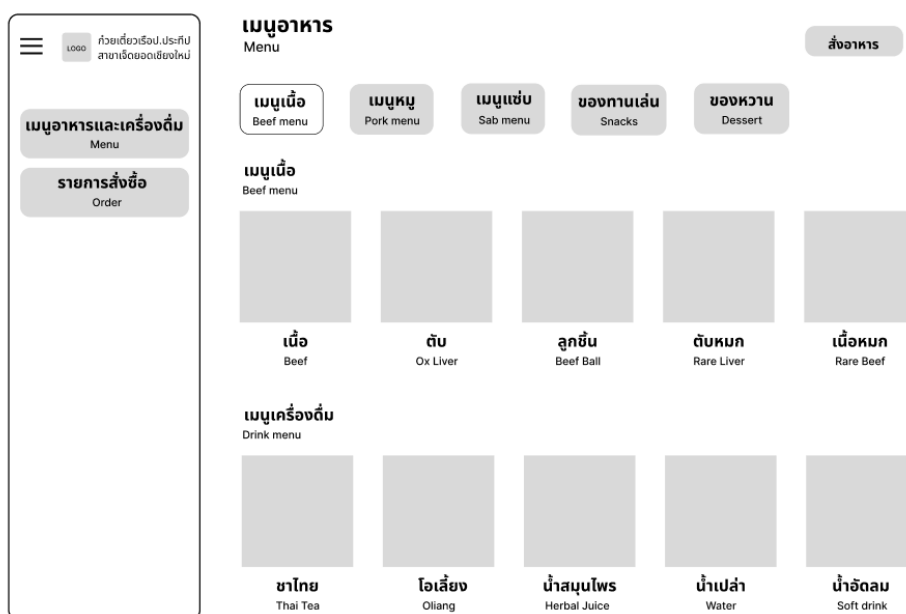 LOGO
ก๋วยเตี๋ยวเรือป.ประทีป
สาขาเจ็ดยอดเชียงใหม่
เมนูอาหารและเครื่องดื่ม
Menu
รายการสั่งซื้อ
Order
เมนูอาหาร
Menu
สั่งอาหาร
เมนูเนื้อ
Beef menu
เมนูหมู
Pork menu
เมนูแซ่บ
Sab menu
ของทานเล่น
Snacks
ของหวาน
Dessert
เมนูเนื้อ
Beef menu
เนื้อ
Beef
ตับ
Ox Liver
ลูกชิ้น
Beef Ball
ตับหมก
Rare Liver
เนื้อหมก
Rare Beef
เมนูเครื่องดื่ม
Drink menu
ชาไทย
Thai Tea
โอเลี้ยง
Oliang
น้ำสมุนไพร
Herbal Juice
น้ำเปล่า
Water
น้ำอัดลม
Soft drink